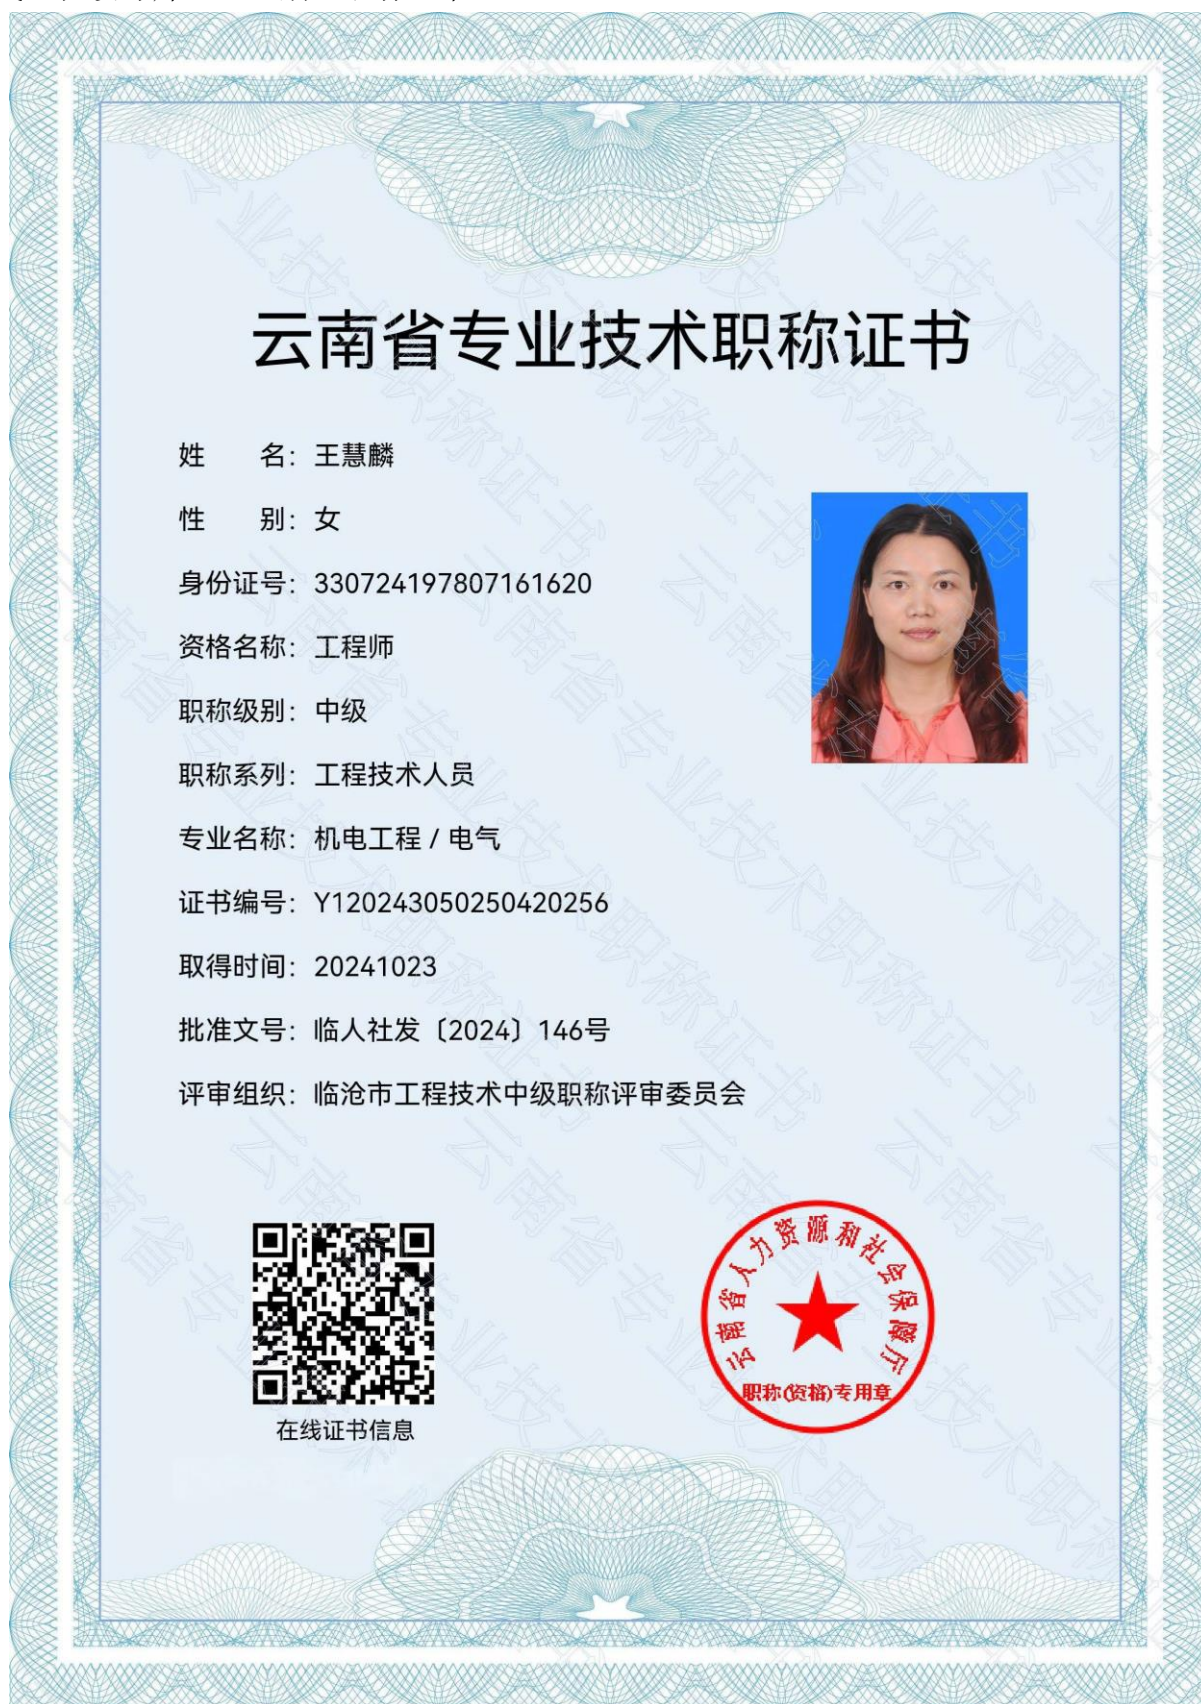 云南省专业技术职称证书
姓 名：王慧麟
性 别：女
身份证号：330724197807161620
资格名称：工程师
职称级别：中级
职称系列：工程技术人员
专业名称：机电工程 / 电气
证书编号：Y120243050250420256
取得时间：20241023
批准文号：临人社发〔2024〕146号
评审组织：临沧市工程技术中级职称评审委员会
云南省人力资源和社会保障厅
职称(资格)专用章
在线证书信息